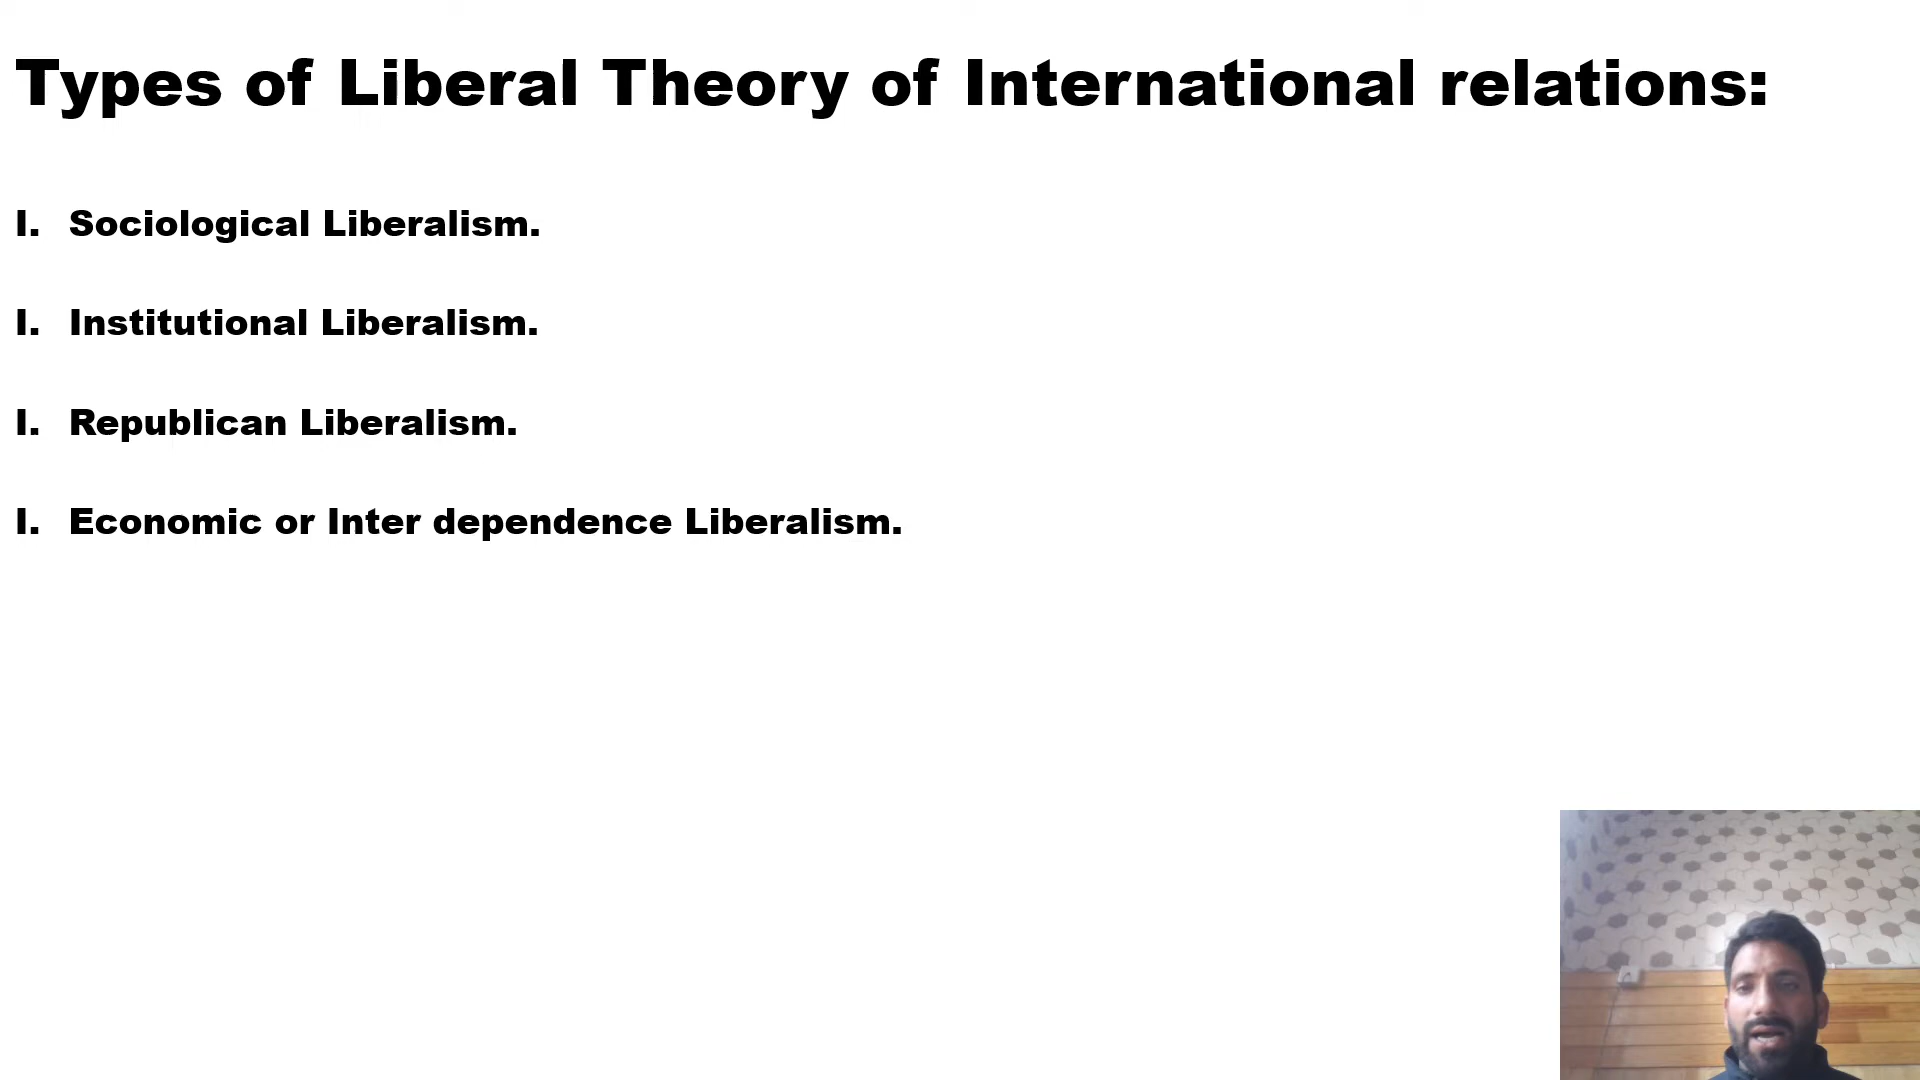 Types of Liberal Theory of International relations:
I. Sociological Liberalism.
I. Institutional Liberalism.
I. Republican Liberalism.
I. Economic or Inter dependence Liberalism.